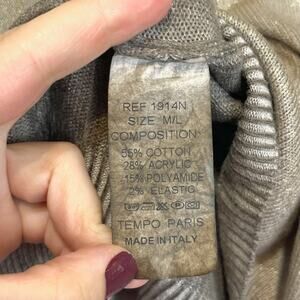 REF 1914N
SIZE M/L
COMPOSITION:
55% COTTON
28% ACRYLIC
15% POLYAMIDE
2% ELASTIC
TEMPO PARIS
MADE IN ITALY